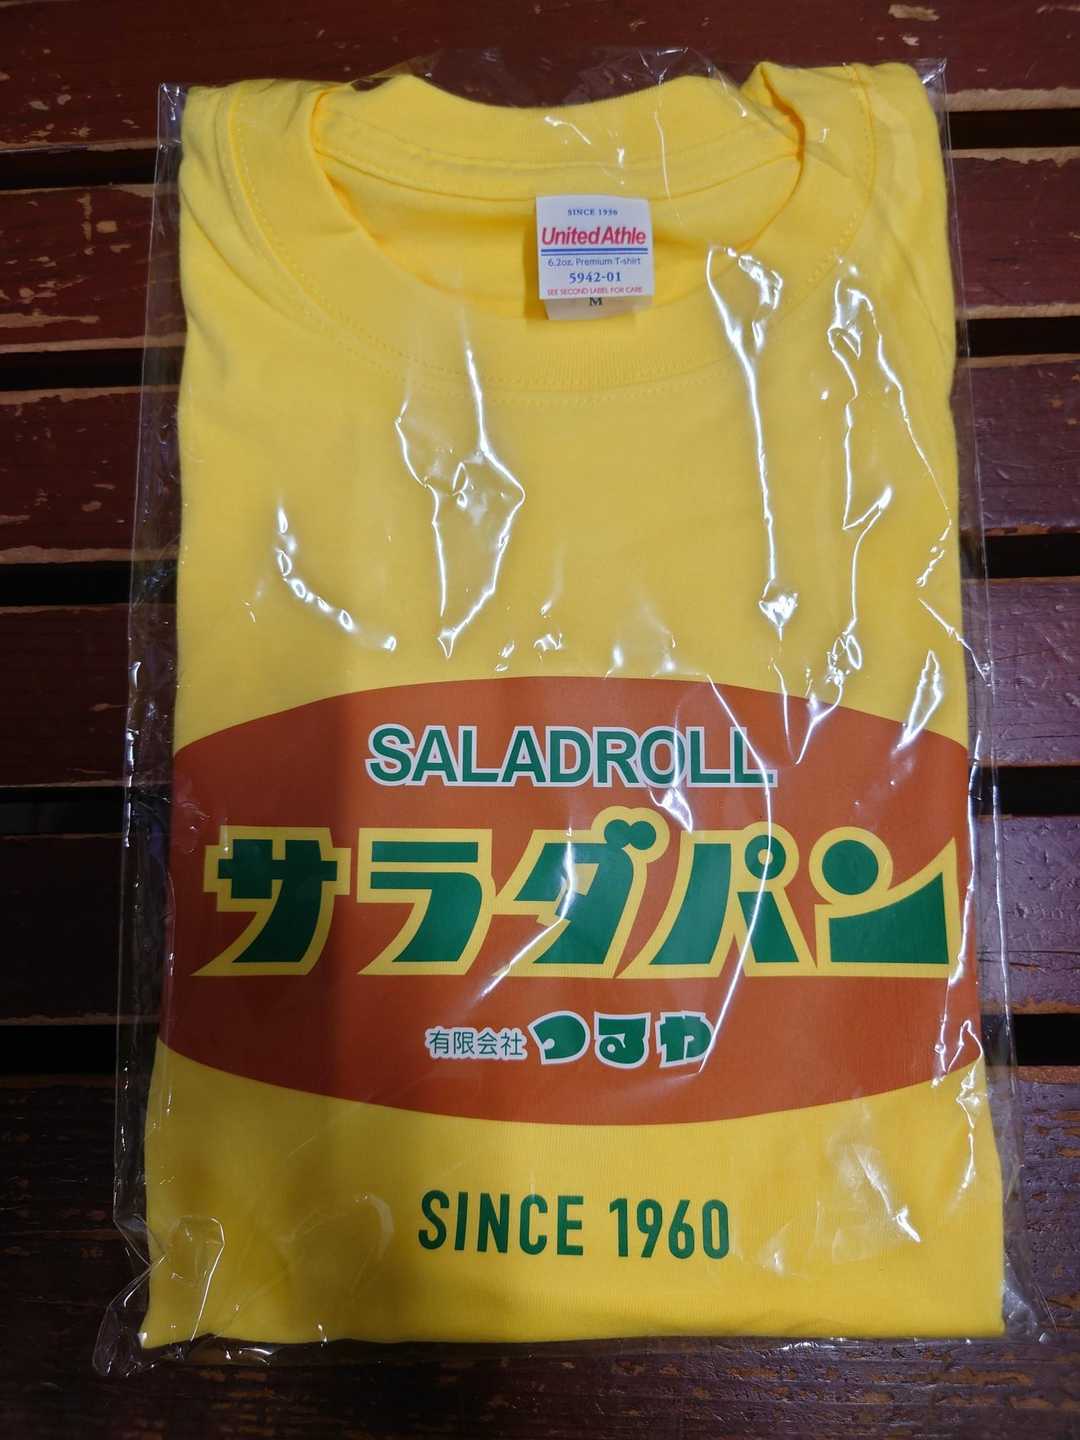 SINCE 1956
United Athle
6.2oz. Premium T-shirt
5942-01
SEE SECOND LABEL FOR CARE
M
SALADROLL
サラダパン
有限会社 つるや
SINCE 1960